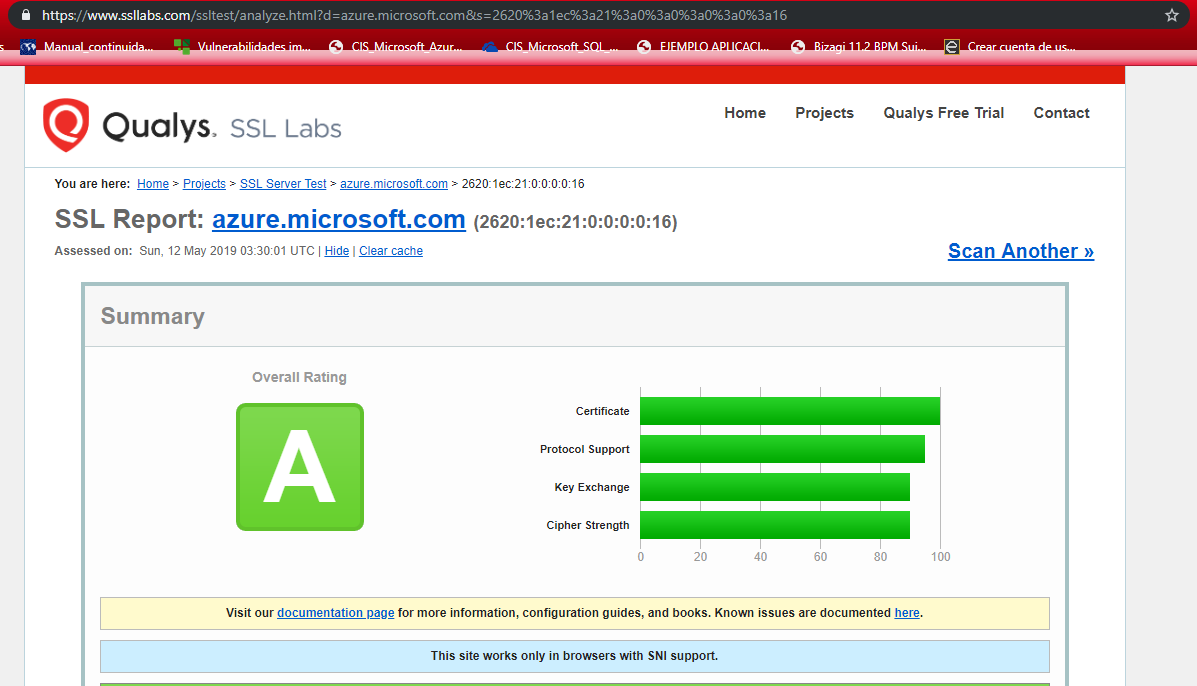 https://www.ssllabs.com/ssltest/analyze.html?d=azure.microsoft.com&s=2620%3a1ec%3a21%3a0%3a0%3a0%3a0%3a16
s Manual_continuida... Vulnerabilidades im... CIS_Microsoft_Azur... CIS_Microsoft_SQL_... EJEMPLO APLICACI... Bizagi 11.2 BPM Sui... Crear cuenta de us...
Qualys. SSL Labs
Home Projects Qualys Free Trial Contact
You are here: Home > Projects > SSL Server Test > azure.microsoft.com > 2620:1ec:21:0:0:0:0:16
SSL Report: azure.microsoft.com (2620:1ec:21:0:0:0:0:16)
Assessed on: Sun, 12 May 2019 03:30:01 UTC | Hide | Clear cache
Scan Another »
Summary
Overall Rating
A
Certificate
Protocol Support
Key Exchange
Cipher Strength
0 20 40 60 80 100
Visit our documentation page for more information, configuration guides, and books. Known issues are documented here.
This site works only in browsers with SNI support.